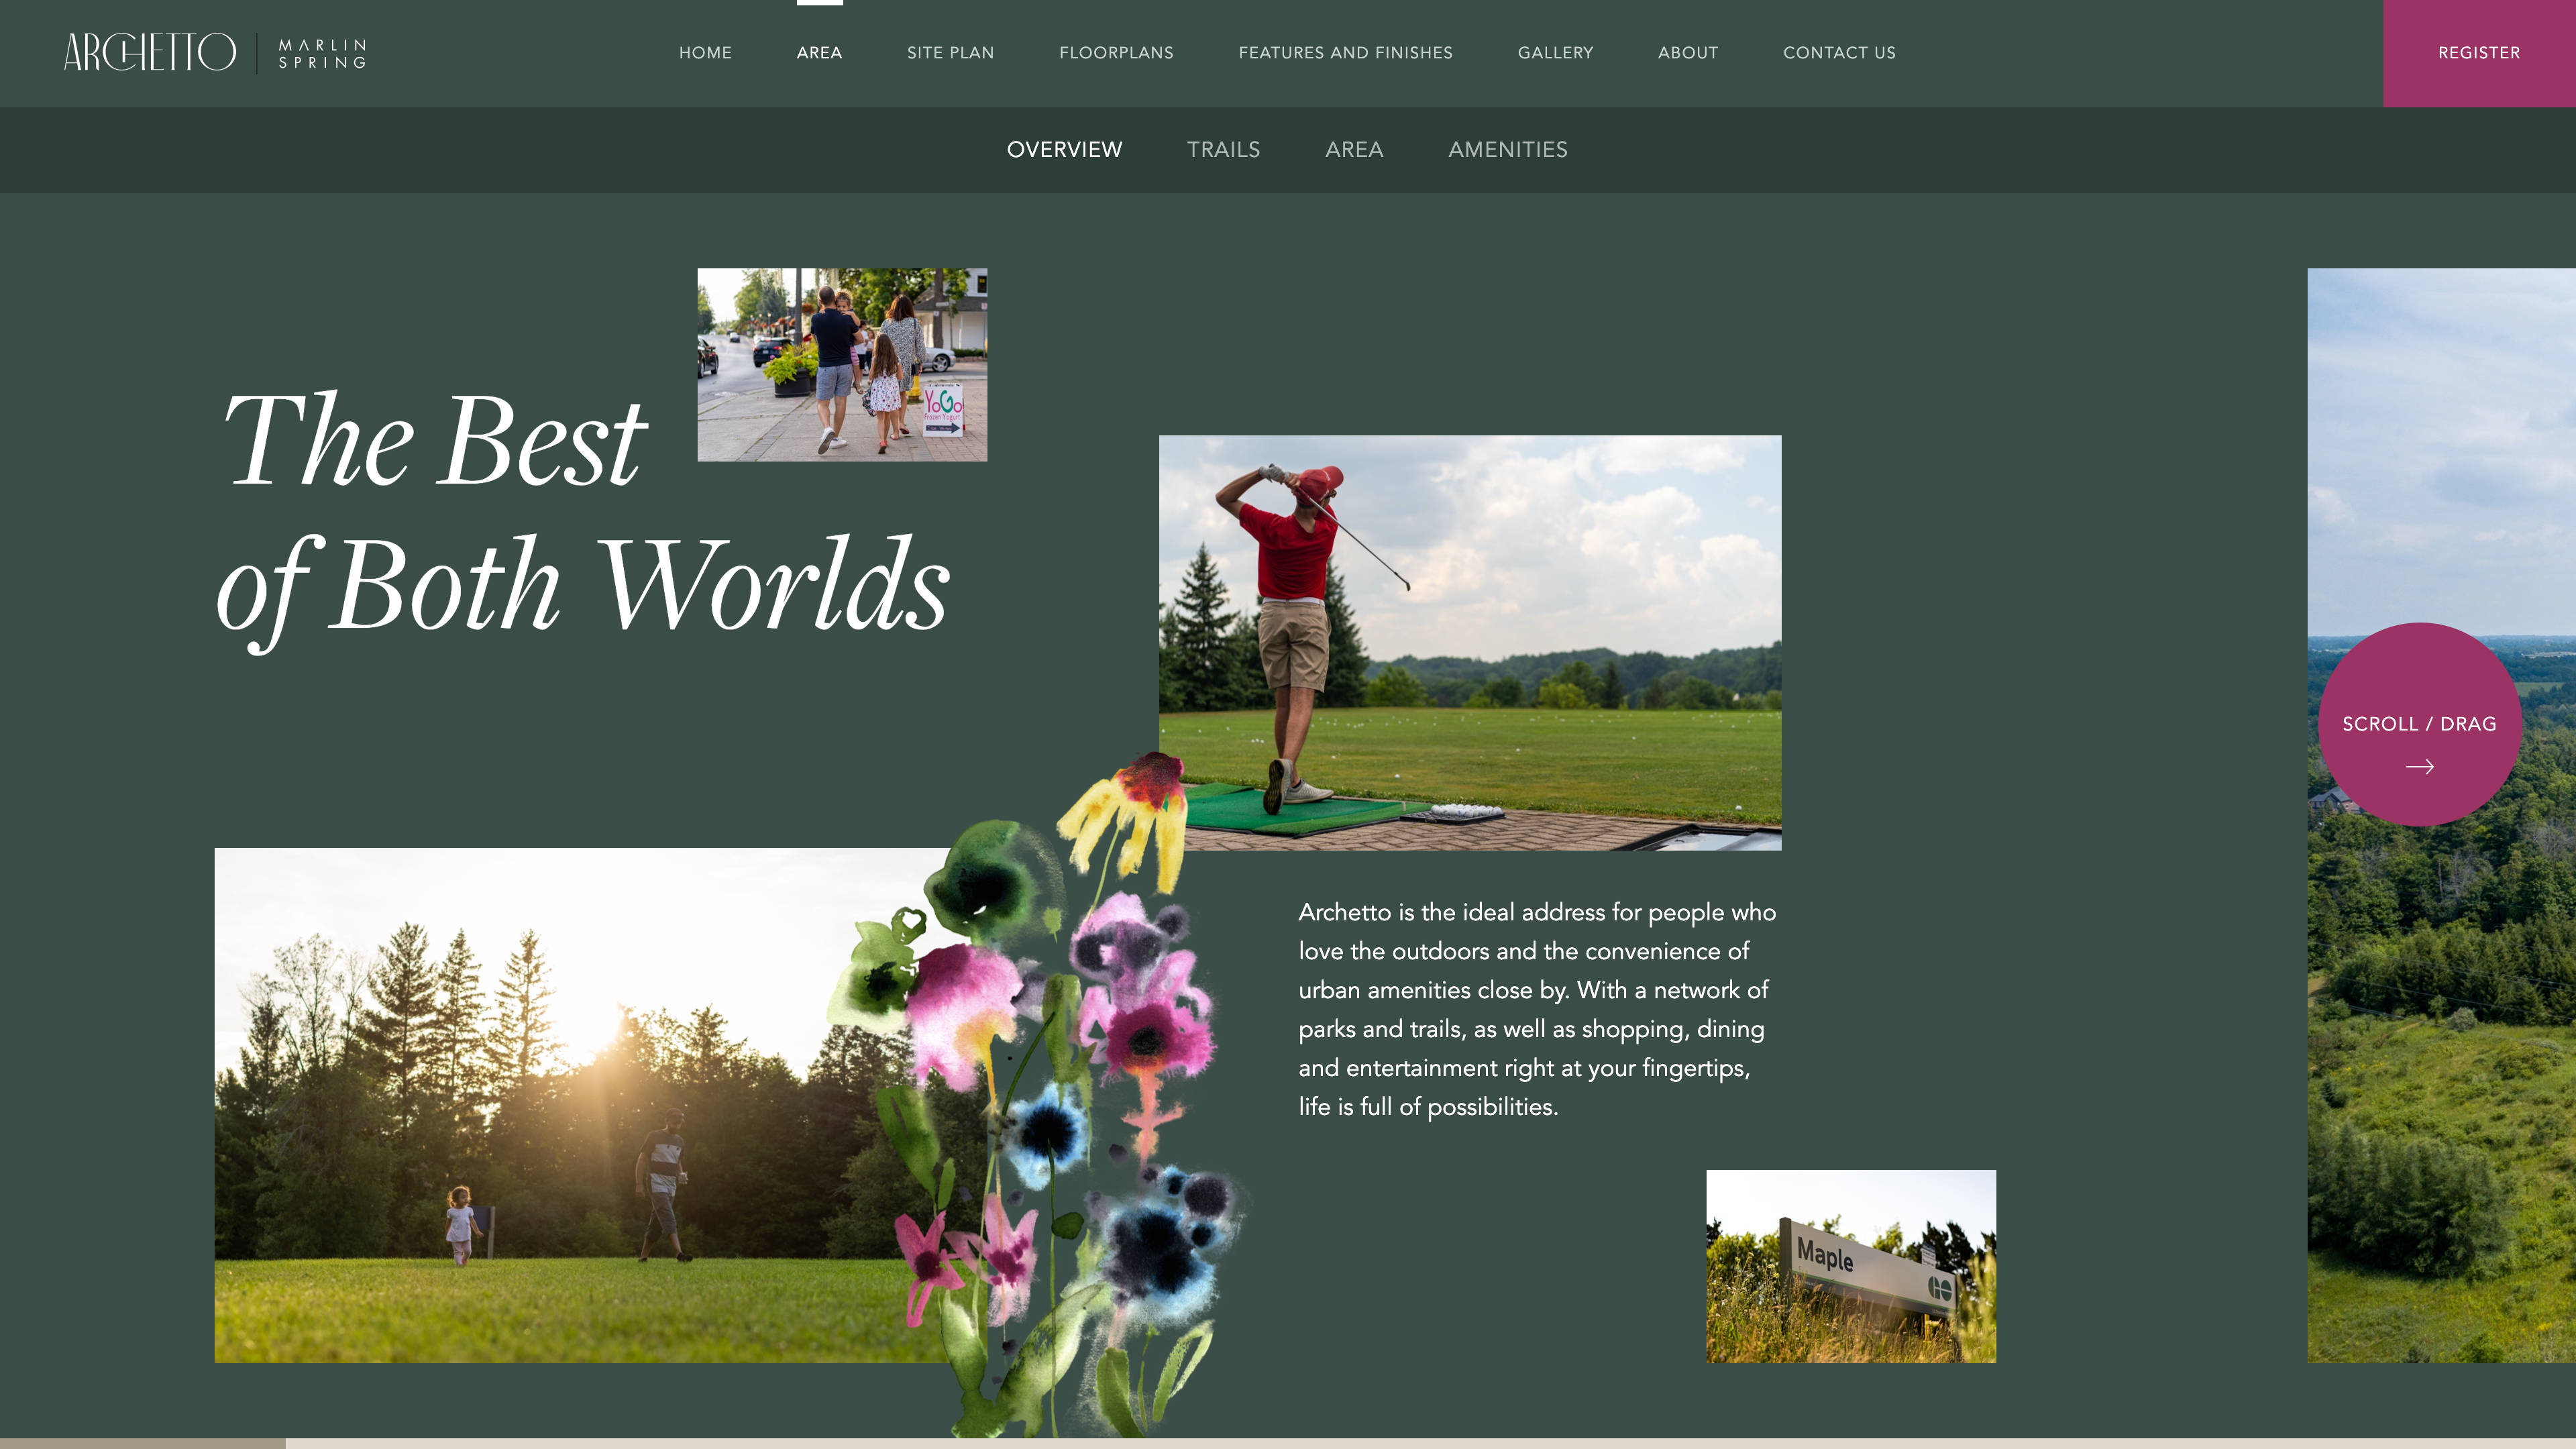 ARCHETTO
MARLIN
SPRING
HOME
AREA
SITE PLAN
FLOORPLANS
FEATURES AND FINISHES
GALLERY
ABOUT
CONTACT US
REGISTER
OVERVIEW
TRAILS
AREA
AMENITIES
The Best
of Both Worlds
YoGo
Frozen Yogurt
SCROLL / DRAG
Archetto is the ideal address for people who
love the outdoors and the convenience of
urban amenities close by. With a network of
parks and trails, as well as shopping, dining
and entertainment right at your fingertips,
life is full of possibilities.
Maple
GO